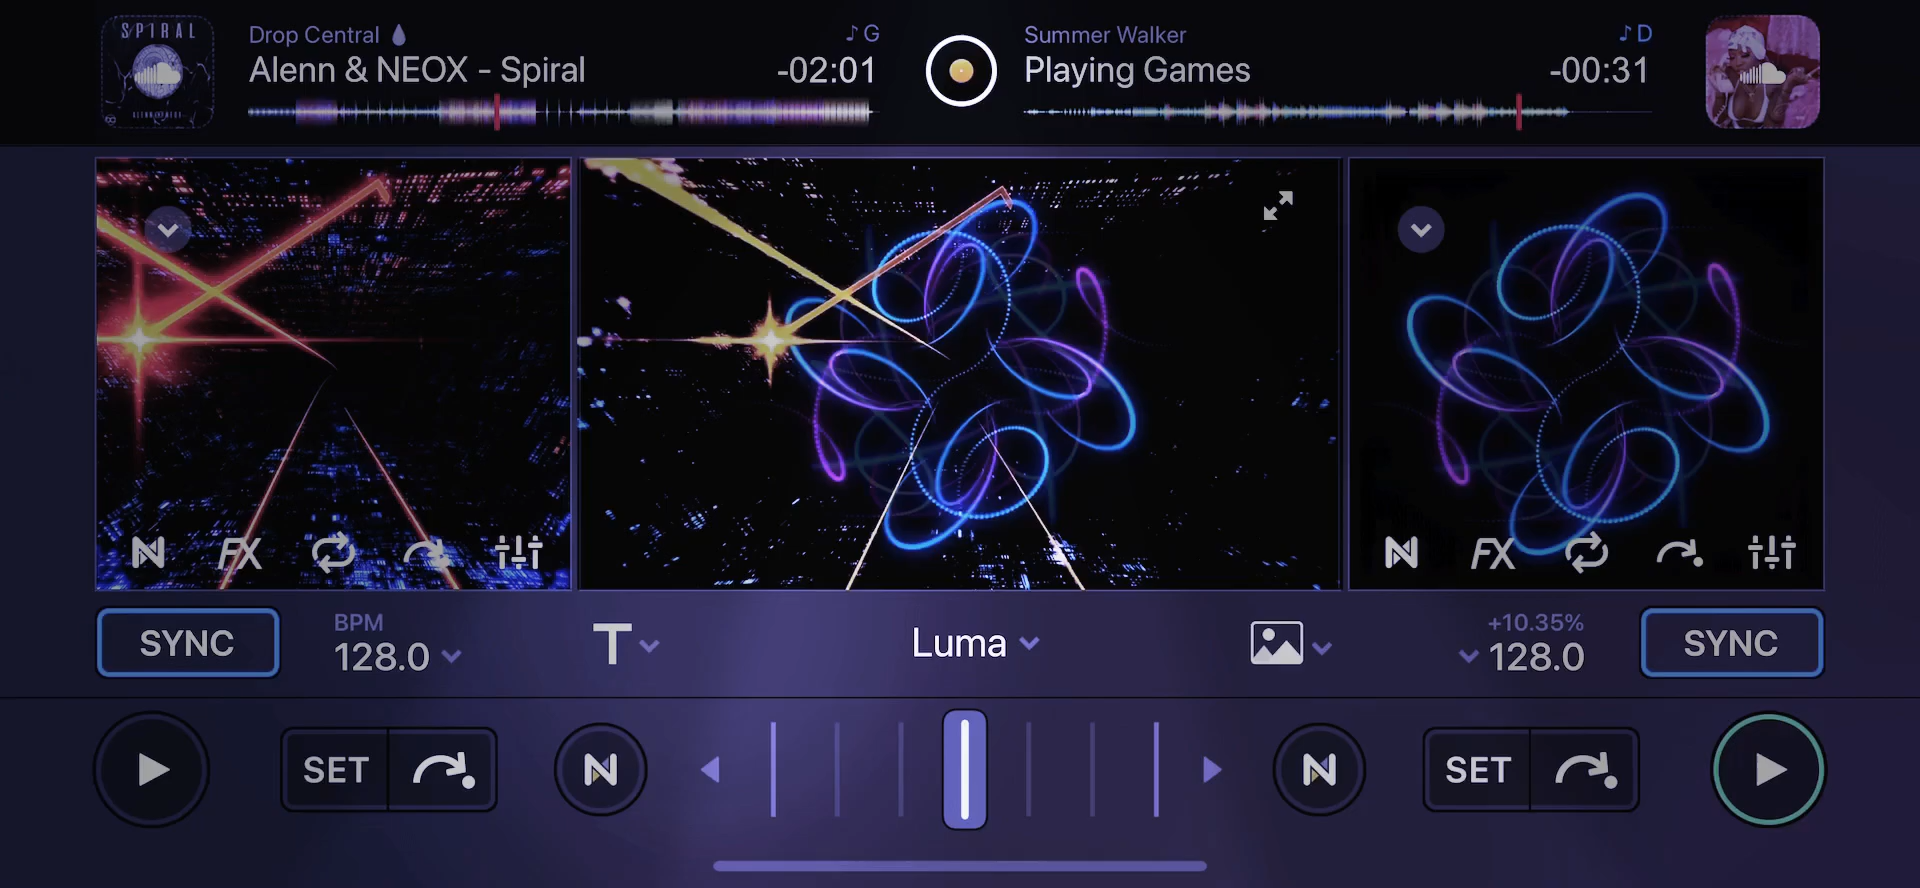 SPIRAL
Drop Central
Alenn & NEOX - Spiral
G
-02:01
Summer Walker
Playing Games
D
-00:31
FX
FX
SYNC
BPM
128.0
T
Luma
+10.35%
128.0
SYNC
SET
N
N
SET